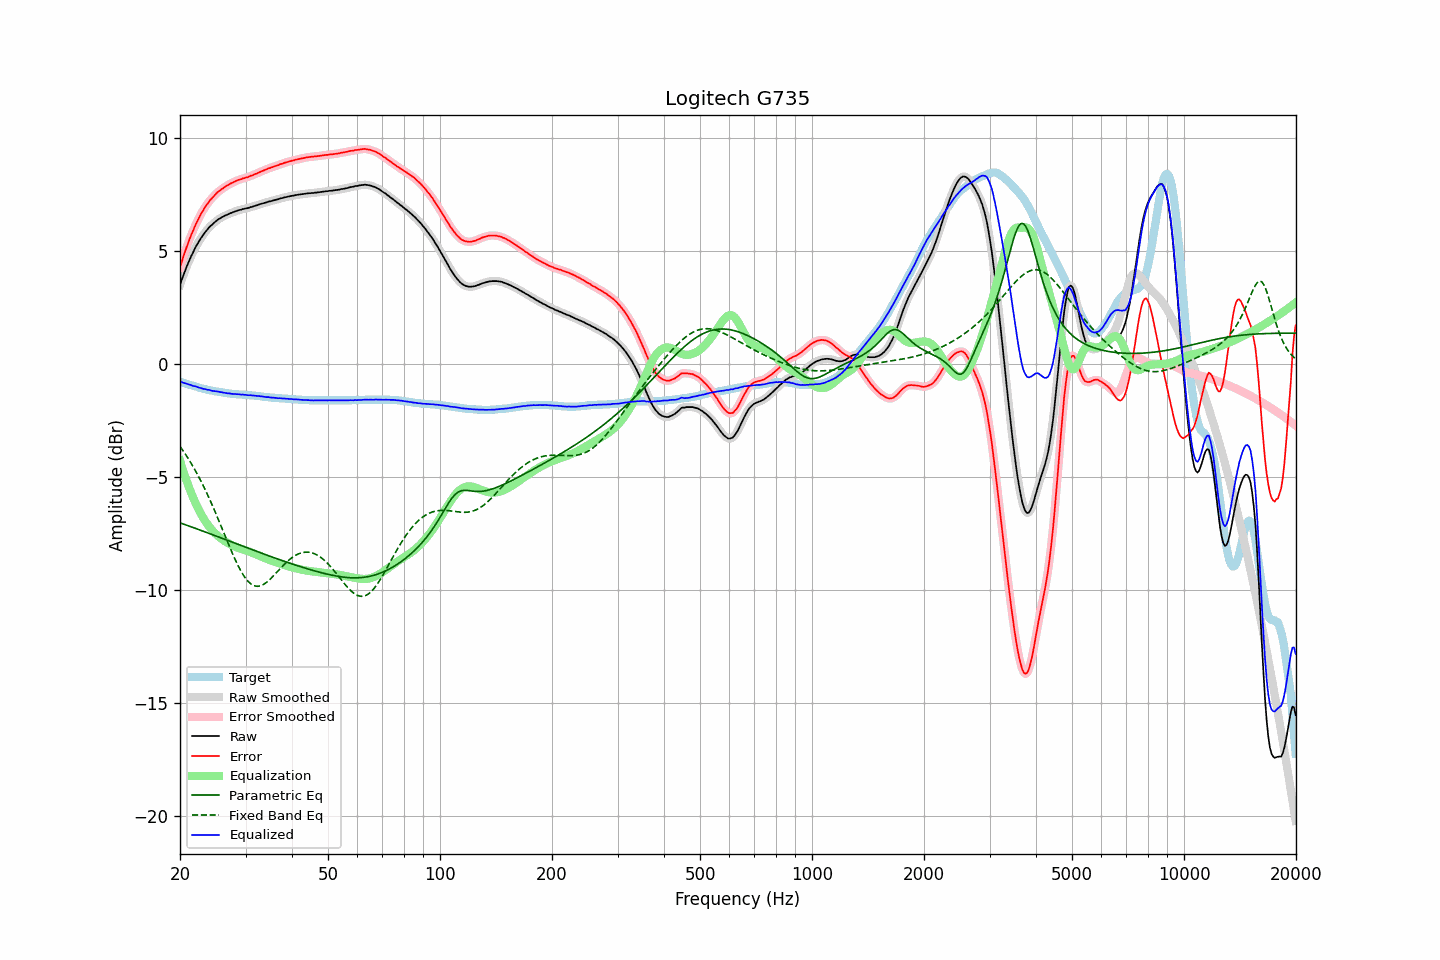 Logitech G735
10
5
0
−5
−10
−15
−20
Amplitude (dBr)
Target
Raw Smoothed
Error Smoothed
Raw
Error
Equalization
Parametric Eq
Fixed Band Eq
Equalized
20 50 100 200 500 1000 2000 5000 10000 20000
Frequency (Hz)